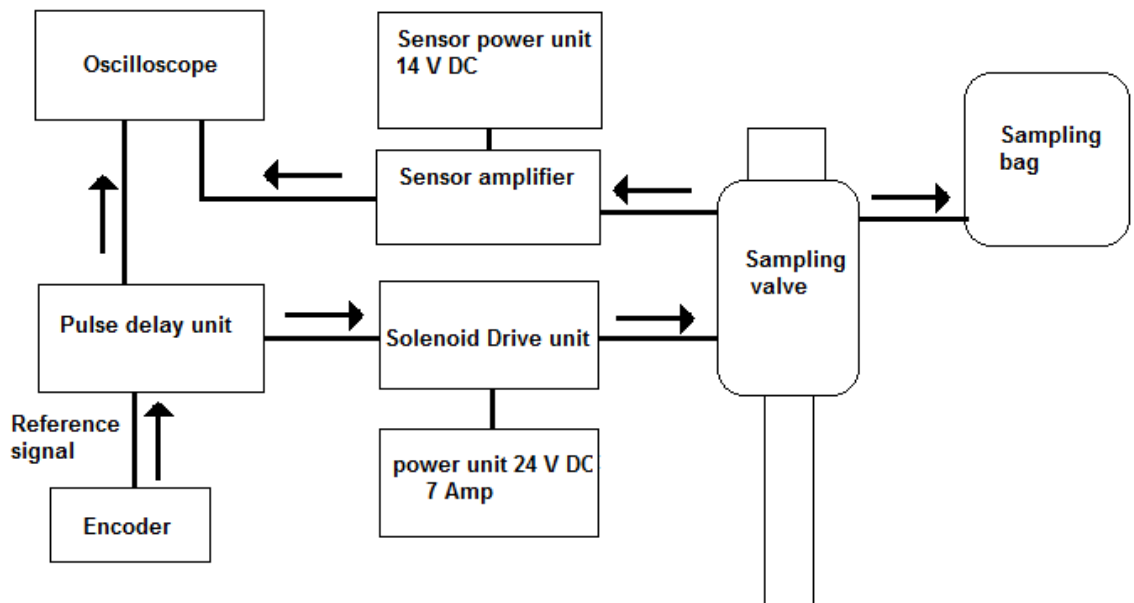 Oscilloscope
Sensor power unit
14 V DC
Sensor amplifier
Sampling
bag
Sampling
valve
Pulse delay unit
Solenoid Drive unit
Reference
signal
power unit 24 V DC
7 Amp
Encoder